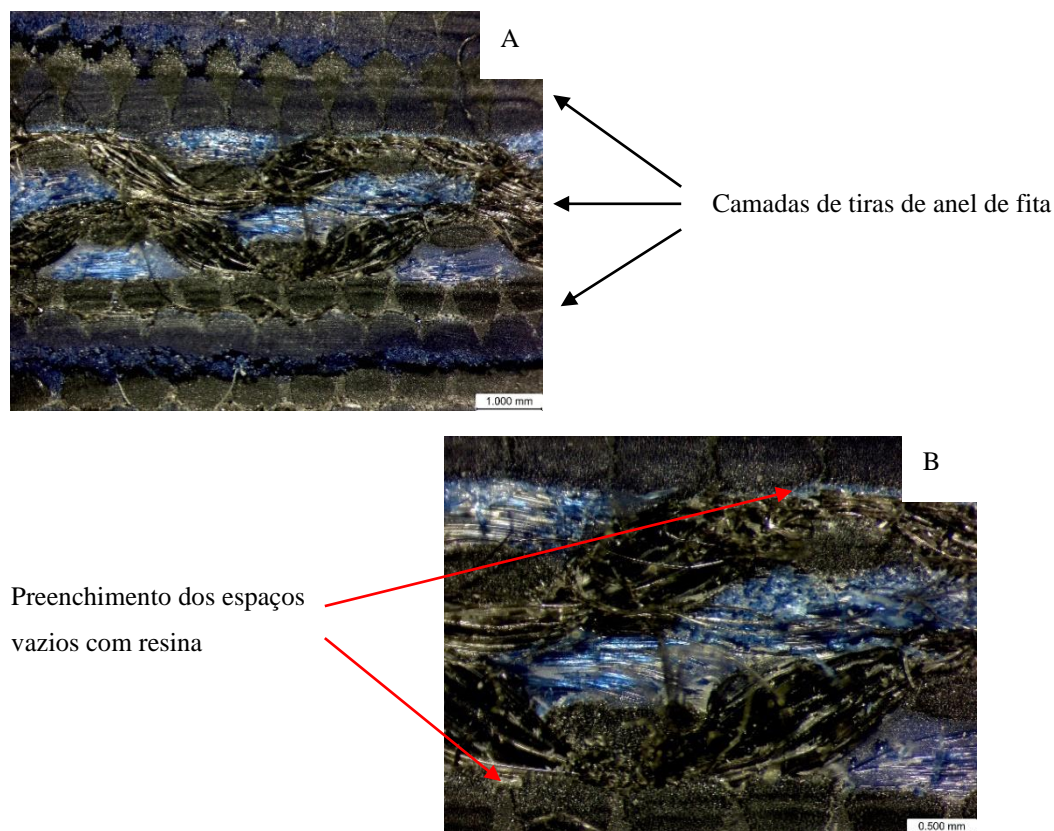 A
Camadas de tiras de anel de fita
1.000 mm
B
Preenchimento dos espaços
vazios com resina
0.500 mm